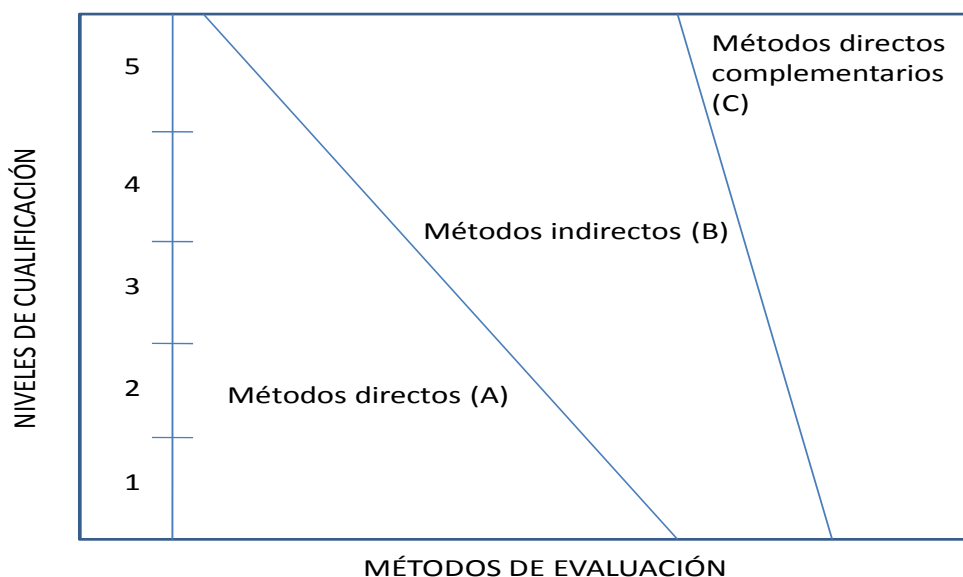 Métodos directos
complementarios
(C)
5
4
Métodos indirectos (B)
3
Métodos directos (A)
2
1
NIVELES DE CUALIFICACIÓN
MÉTODOS DE EVALUACIÓN